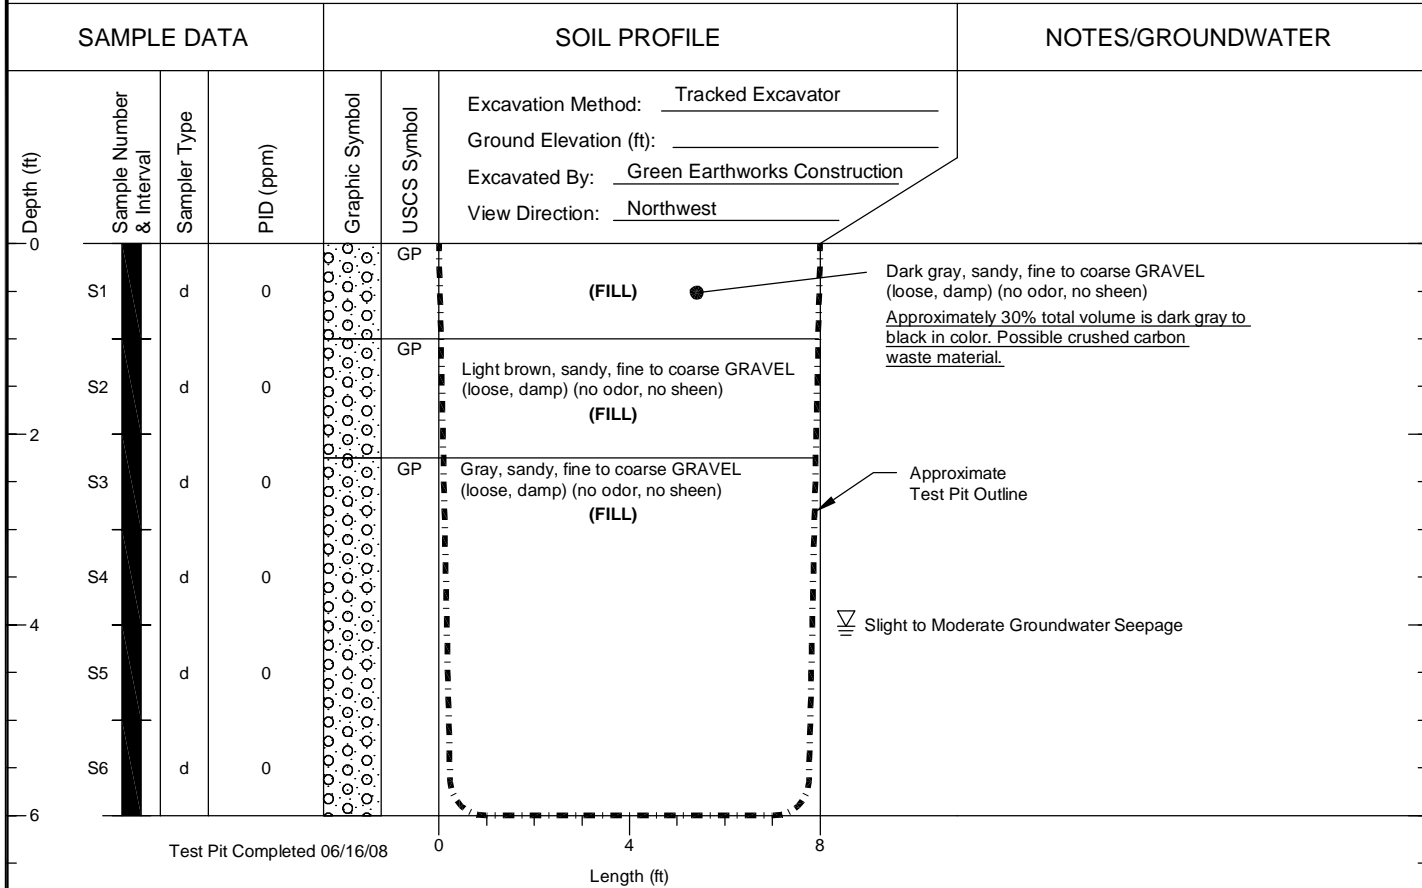 SAMPLE DATA
SOIL PROFILE
NOTES/GROUNDWATER
Depth (ft)
Sample Number
& Interval
Sampler Type
PID (ppm)
Graphic Symbol
USCS Symbol
Excavation Method: Tracked Excavator
Ground Elevation (ft):
Excavated By: Green Earthworks Construction
View Direction: Northwest
0
GP
S1 d 0
(FILL)
Dark gray, sandy, fine to coarse GRAVEL
(loose, damp) (no odor, no sheen)
Approximately 30% total volume is dark gray to
black in color. Possible crushed carbon
waste material.
GP
S2 d 0
Light brown, sandy, fine to coarse GRAVEL
(loose, damp) (no odor, no sheen)
(FILL)
2
GP
S3 d 0
Gray, sandy, fine to coarse GRAVEL
(loose, damp) (no odor, no sheen)
(FILL)
Approximate
Test Pit Outline
S4 d 0
4
Slight to Moderate Groundwater Seepage
S5 d 0
S6 d 0
6
Test Pit Completed 06/16/08
0 4 8
Length (ft)